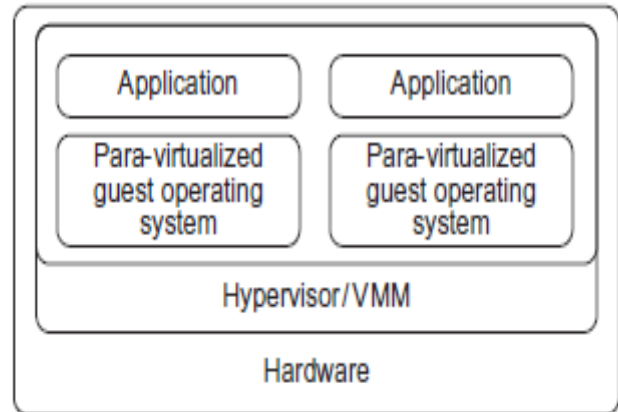 Application
Application
Para-virtualized
guest operating
system
Para-virtualized
guest operating
system
Hypervisor/VMM
Hardware